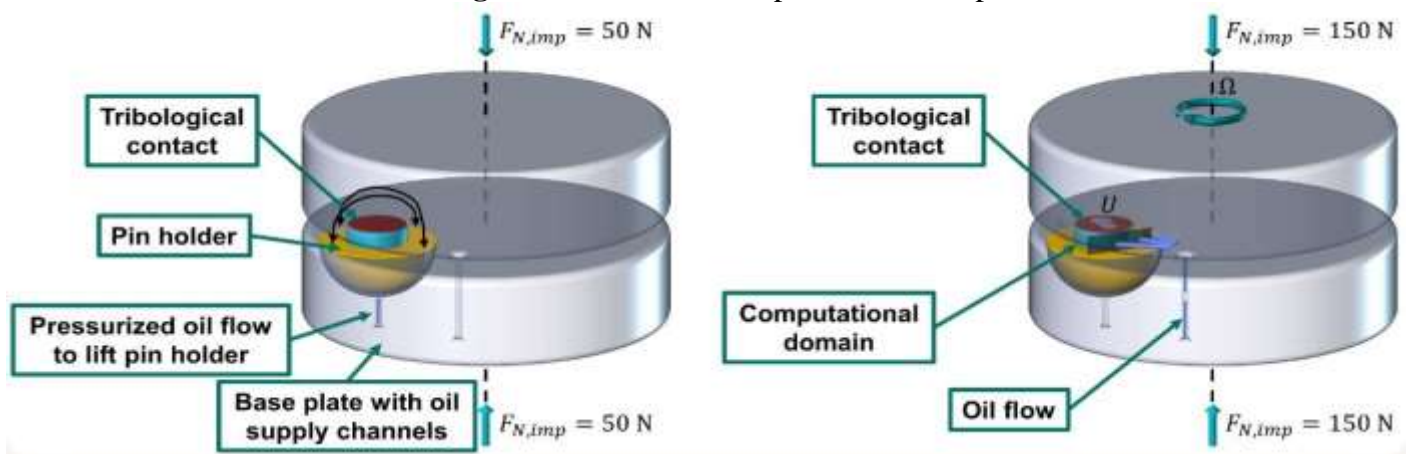 F_{N,imp} = 50 N
Tribological
contact
Pin holder
Pressurized oil flow
to lift pin holder
Base plate with oil
supply channels
F_{N,imp} = 50 N
F_{N,imp} = 150 N
Ω
Tribological
contact
U
Computational
domain
Oil flow
F_{N,imp} = 150 N